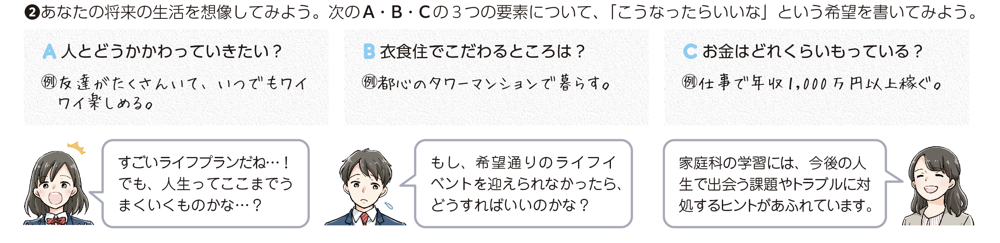 ❷あなたの将来の生活を想像してみよう。次のA・B・Cの３つの要素について、「こうなったらいいな」という希望を書いてみよう。
A 人とどうかかわっていきたい？
例友達がたくさんいて、いつでもワイ
ワイ楽しめる。
B 衣食住でこだわるところは？
例都心のタワーマンションで暮らす。
C お金はどれくらいもっている？
例仕事で年収1,000万円以上稼ぐ。
すごいライフプランだね…！
でも、人生ってここまでう
まくいくものかな…？
もし、希望通りのライフイ
ベントを迎えられなかったら、
どうすればいいのかな？
家庭科の学習には、今後の人
生で出会う課題やトラブルに対
処するヒントがあふれています。